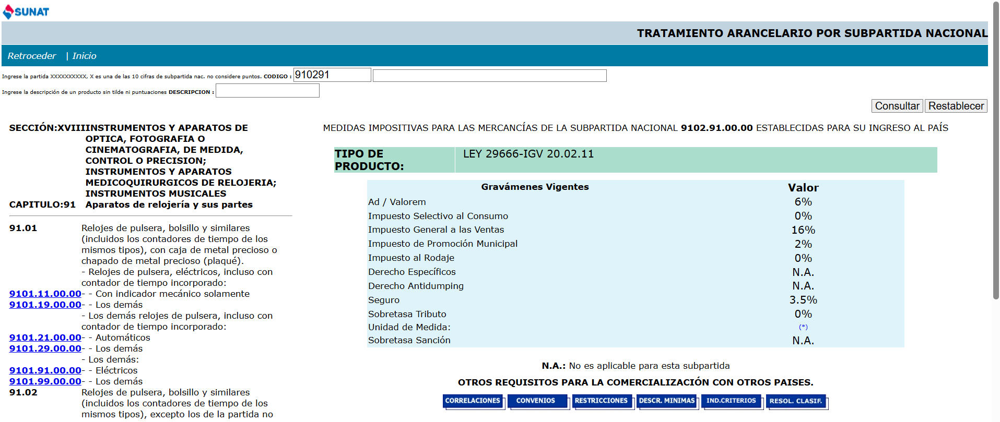 SUNAT
TRATAMIENTO ARANCELARIO POR SUBPARTIDA NACIONAL
Retroceder | Inicio
Ingrese la partida XXXXXXXXXX, X es una de las 10 cifras de subpartida nac. no considere puntos. CODIGO : 910291
Ingrese la descripción de un producto sin tilde ni puntuaciones DESCRIPCION :
Consultar Restablecer
SECCIÓN:XVIII INSTRUMENTOS Y APARATOS DE
OPTICA, FOTOGRAFIA O
CINEMATOGRAFIA, DE MEDIDA,
CONTROL O PRECISION;
INSTRUMENTOS Y APARATOS
MEDICOQUIRURGICOS DE RELOJERIA;
INSTRUMENTOS MUSICALES
CAPITULO:91 Aparatos de relojería y sus partes
91.01 Relojes de pulsera, bolsillo y similares
(incluidos los contadores de tiempo de los
mismos tipos), con caja de metal precioso o
chapado de metal precioso (plaqué).
- Relojes de pulsera, eléctricos, incluso con
contador de tiempo incorporado:
9101.11.00.00- - Con indicador mecánico solamente
9101.19.00.00- - Los demás
- Los demás relojes de pulsera, incluso con
contador de tiempo incorporado:
9101.21.00.00- - Automáticos
9101.29.00.00- - Los demás
- Los demás:
9101.91.00.00- - Eléctricos
9101.99.00.00- - Los demás
91.02 Relojes de pulsera, bolsillo y similares
(incluidos los contadores de tiempo de los
mismos tipos), excepto los de la partida no
MEDIDAS IMPOSITIVAS PARA LAS MERCANCÍAS DE LA SUBPARTIDA NACIONAL 9102.91.00.00 ESTABLECIDAS PARA SU INGRESO AL PAÍS
TIPO DE
PRODUCTO: LEY 29666-IGV 20.02.11
Gravámenes Vigentes Valor
Ad / Valorem 6%
Impuesto Selectivo al Consumo 0%
Impuesto General a las Ventas 16%
Impuesto de Promoción Municipal 2%
Impuesto al Rodaje 0%
Derecho Específicos N.A.
Derecho Antidumping N.A.
Seguro 3.5%
Sobretasa Tributo 0%
Unidad de Medida: (*)
Sobretasa Sanción N.A.
N.A.: No es aplicable para esta subpartida
OTROS REQUISITOS PARA LA COMERCIALIZACIÓN CON OTROS PAISES.
CORRELACIONES CONVENIOS RESTRICCIONES DESCR. MINIMAS IND.CRITERIOS RESOL. CLASIF.